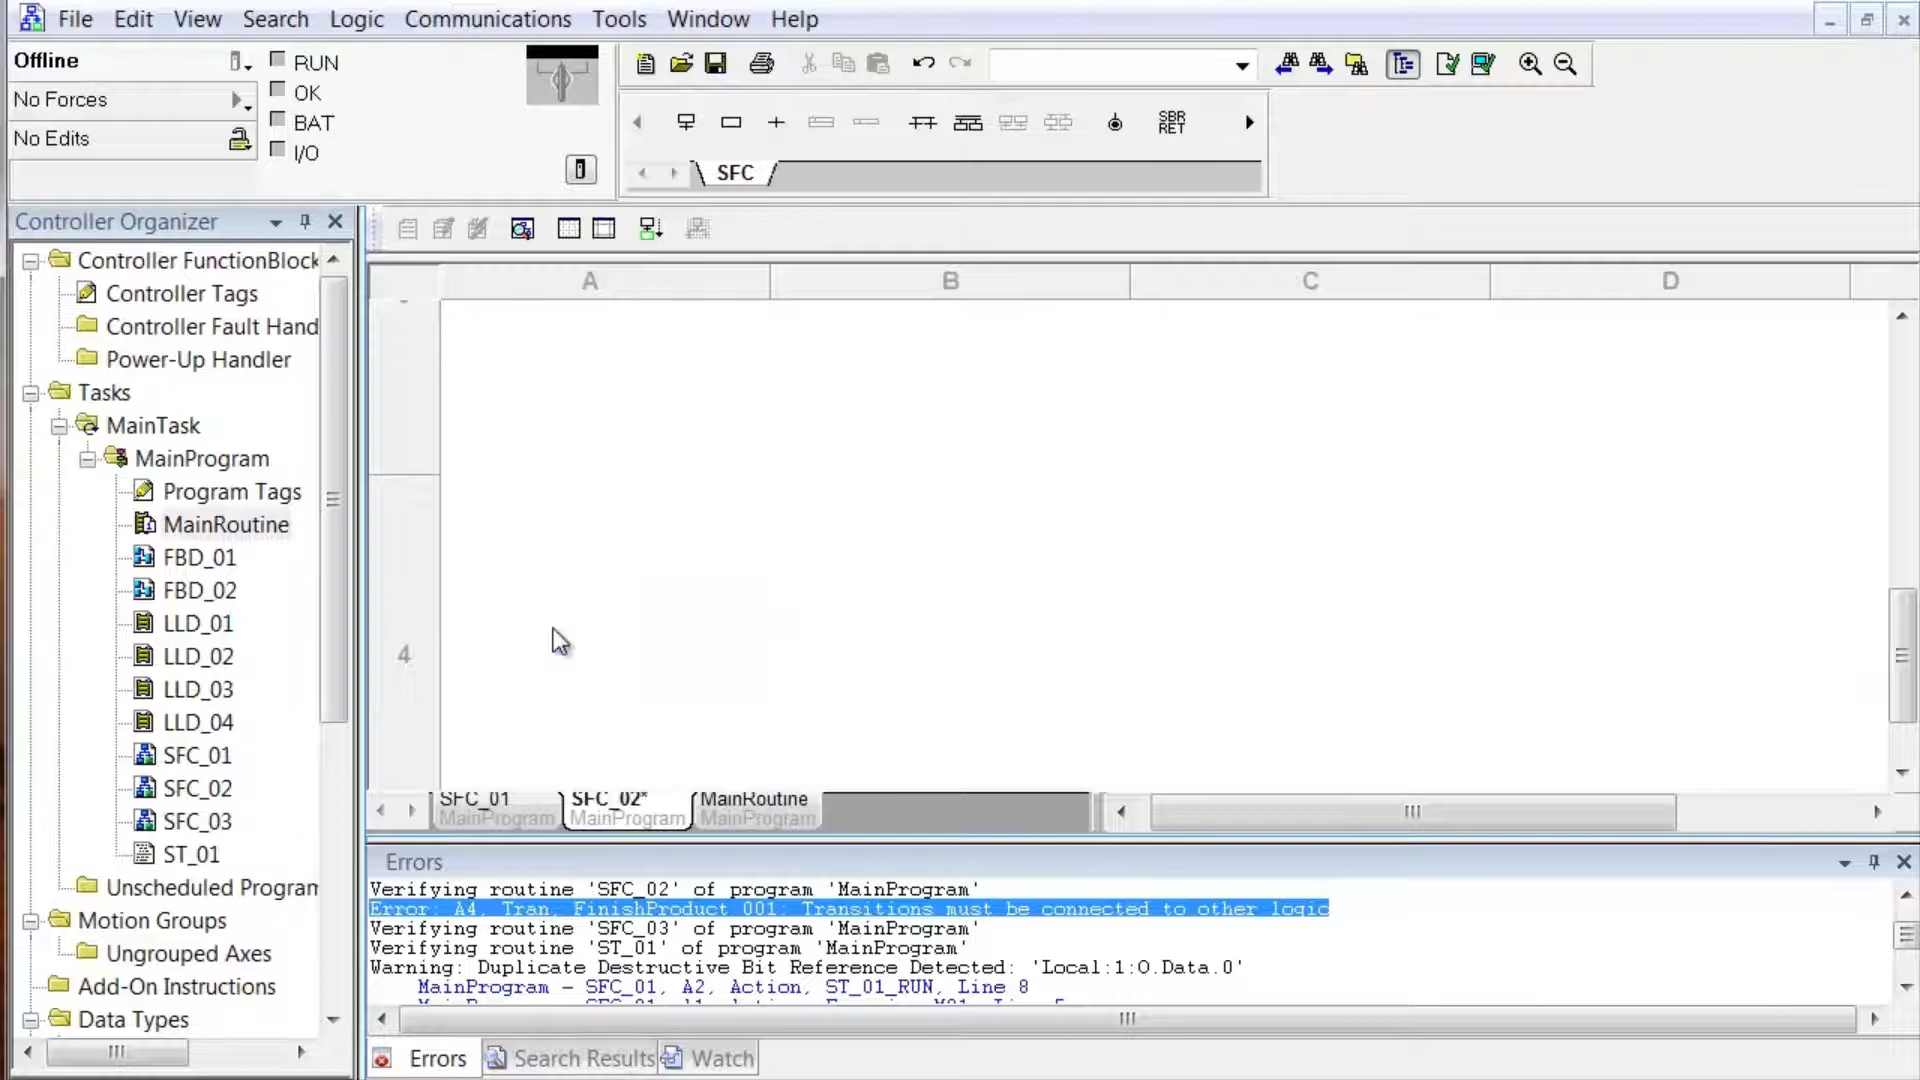 File Edit View Search Logic Communications Tools Window Help
Offline
RUN
No Forces
OK
No Edits
BAT
I/O
SBR
RET
SFC
Controller Organizer
Controller FunctionBlock
Controller Tags
Controller Fault Hand
Power-Up Handler
Tasks
MainTask
MainProgram
Program Tags
MainRoutine
FBD_01
FBD_02
LLD_01
LLD_02
LLD_03
LLD_04
SFC_01
SFC_02
SFC_03
ST_01
Unscheduled Program
Motion Groups
Ungrouped Axes
Add-On Instructions
Data Types
A B C D
4
SFC_01 SFC_02* MainRoutine
MainProgram MainProgram MainProgram
Errors
Verifying routine 'SFC_02' of program 'MainProgram'
Error: A4, Tran, FinishProduct_001: Transitions must be connected to other logic
Verifying routine 'SFC_03' of program 'MainProgram'
Verifying routine 'ST_01' of program 'MainProgram'
Warning: Duplicate Destructive Bit Reference Detected: 'Local:1:O.Data.0'
MainProgram - SFC_01, A2, Action, ST_01_RUN, Line 8
Errors Search Results Watch